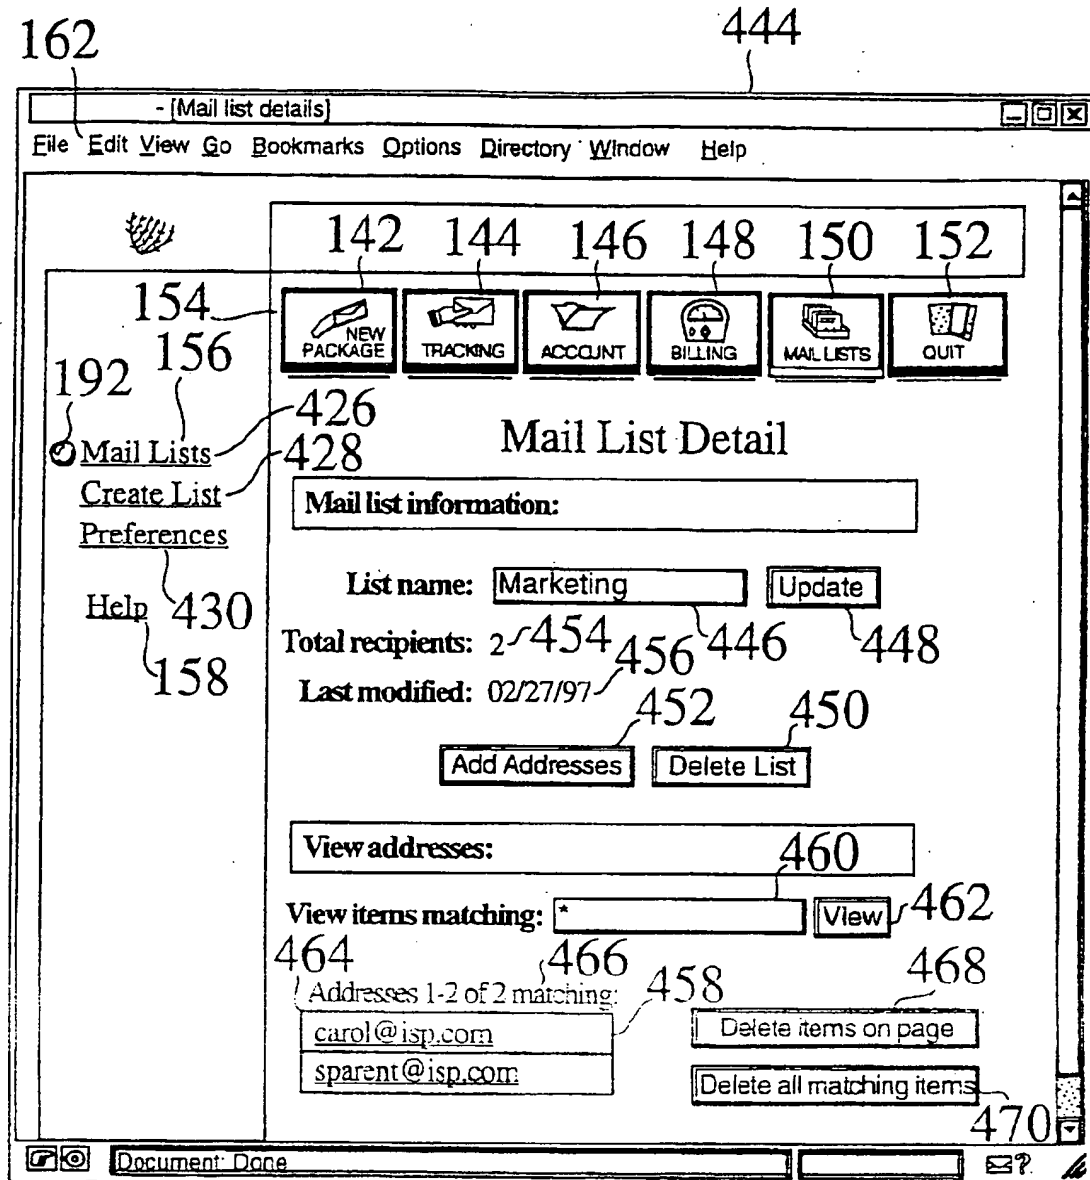 162 444
- [Mail list details]
File Edit View Go Bookmarks Options Directory Window Help
142 144 146 148 150 152
154
NEW PACKAGE TRACKING ACCOUNT BILLING MAIL LISTS QUIT
156
192
426
Mail Lists
Mail List Detail
428
Create List
Mail list information:
Preferences
List name: Marketing Update
Help 430
Total recipients: 2 454 446 448
158
Last modified: 02/27/97 456
452 450
Add Addresses Delete List
View addresses: 460
View items matching: * View 462
464 466 458 468
Addresses 1-2 of 2 matching:
carol@isp.com Delete items on page
sparent@isp.com Delete all matching items
470
Document: Done
?